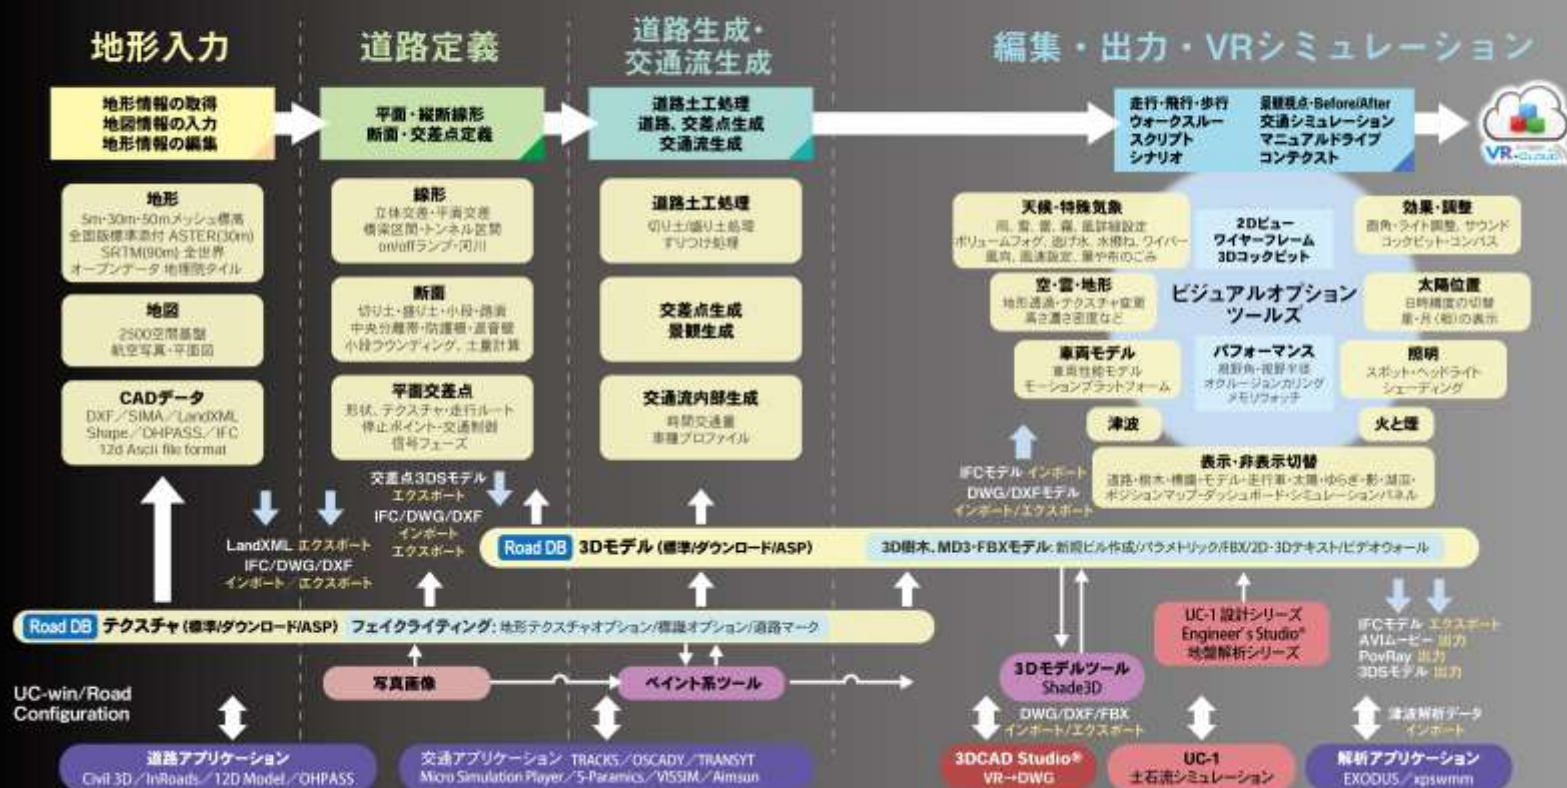 地形入力
道路定義
道路生成・
交通流生成
編集・出力・VRシミュレーション
地形情報の取得
地図情報の入力
地形情報の編集
平面・縦断線形
断面・交差点定義
道路土工処理
道路、交差点生成
交通流生成
走行・飛行・歩行
ウォークスルー
スクリプト
シナリオ
景観視点・Before/After
交通シミュレーション
マニュアルドライブ
コンテクスト
VR-CLOUD
地形
5m・30m・50mメッシュ標高
全国版標準添付 ASTER(30m)
SRTM(90m) 全世界
オープンデータ 地理院タイル
地図
2500空間基盤
航空写真・平面図
CADデータ
DXF／SIMA／LandXML
Shape／OHPASS／IFC
12d Ascii file format
線形
立体交差・平面交差
橋梁区間・トンネル区間
on/offランプ・河川
断面
切り土・盛り土・小段・路面
中央分離帯・防護柵・遮音壁
小段ラウンディング、土量計算
平面交差点
形状、テクスチャ・走行ルート
停止ポイント・交通制御
信号フェーズ
道路土工処理
切り土/盛り土処理
すりつけ処理
交差点生成
景観生成
交通流内部生成
時間交通量
車種プロファイル
天候・特殊気象
雨、雪、雷、霧、風詳細設定
ボリュームフォグ、逃げ水、水撥ね、ワイパー
風向、風速設定、葉や布のごみ
空・雲・地形
地形透過・テクスチャ変更
高さ濃さ密度など
車両モデル
車両性能モデル
モーションプラットフォーム
津波
2Dビュー
ワイヤーフレーム
3Dコックピット
ビジュアルオプション
ツールズ
パフォーマンス
視野角・視野半径
オクルージョンカリング
メモリウォッチ
効果・調整
画角・ライト調整、サウンド
コックピット・コンパス
太陽位置
日時精度の切替
星・月(相)の表示
照明
スポット・ヘッドライト
シェーディング
火と煙
表示・非表示切替
道路・樹木・標識・モデル・走行車・太陽・ゆらぎ・影・湖沼・
ポジションマップ・ダッシュボード・シミュレーションパネル
LandXML エクスポート
IFC/DWG/DXF
インポート／エクスポート
交差点3DSモデル
エクスポート
IFC/DWG/DXF
インポート
エクスポート
IFCモデル インポート
DWG/DXFモデル
インポート/エクスポート
Road DB 3Dモデル (標準/ダウンロード/ASP)
3D樹木、MD3・FBXモデル: 新規ビル作成/パラメトリック/FBX/2D・3Dテキスト/ビデオウォール
Road DB テクスチャ (標準/ダウンロード/ASP) フェイクライティング: 地形テクスチャオプション/標識オプション/道路マーク
写真画像
ペイント系ツール
3Dモデルツール
Shade3D
DWG/DXF/FBX
インポート/エクスポート
UC-1 設計シリーズ
Engineer's Studio®
地盤解析シリーズ
IFCモデル エクスポート
AVIムービー 出力
PovRay 出力
3DSモデル 出力
津波解析データ
インポート
UC-win/Road
Configuration
道路アプリケーション
Civil 3D／InRoads／12D Model／OHPASS
交通アプリケーション TRACKS／OSCADY／TRANSYT
Micro Simulation Player／S-Paramics／VISSIM／Aimsun
3DCAD Studio®
VR→DWG
UC-1
土石流シミュレーション
解析アプリケーション
EXODUS／xpswmm